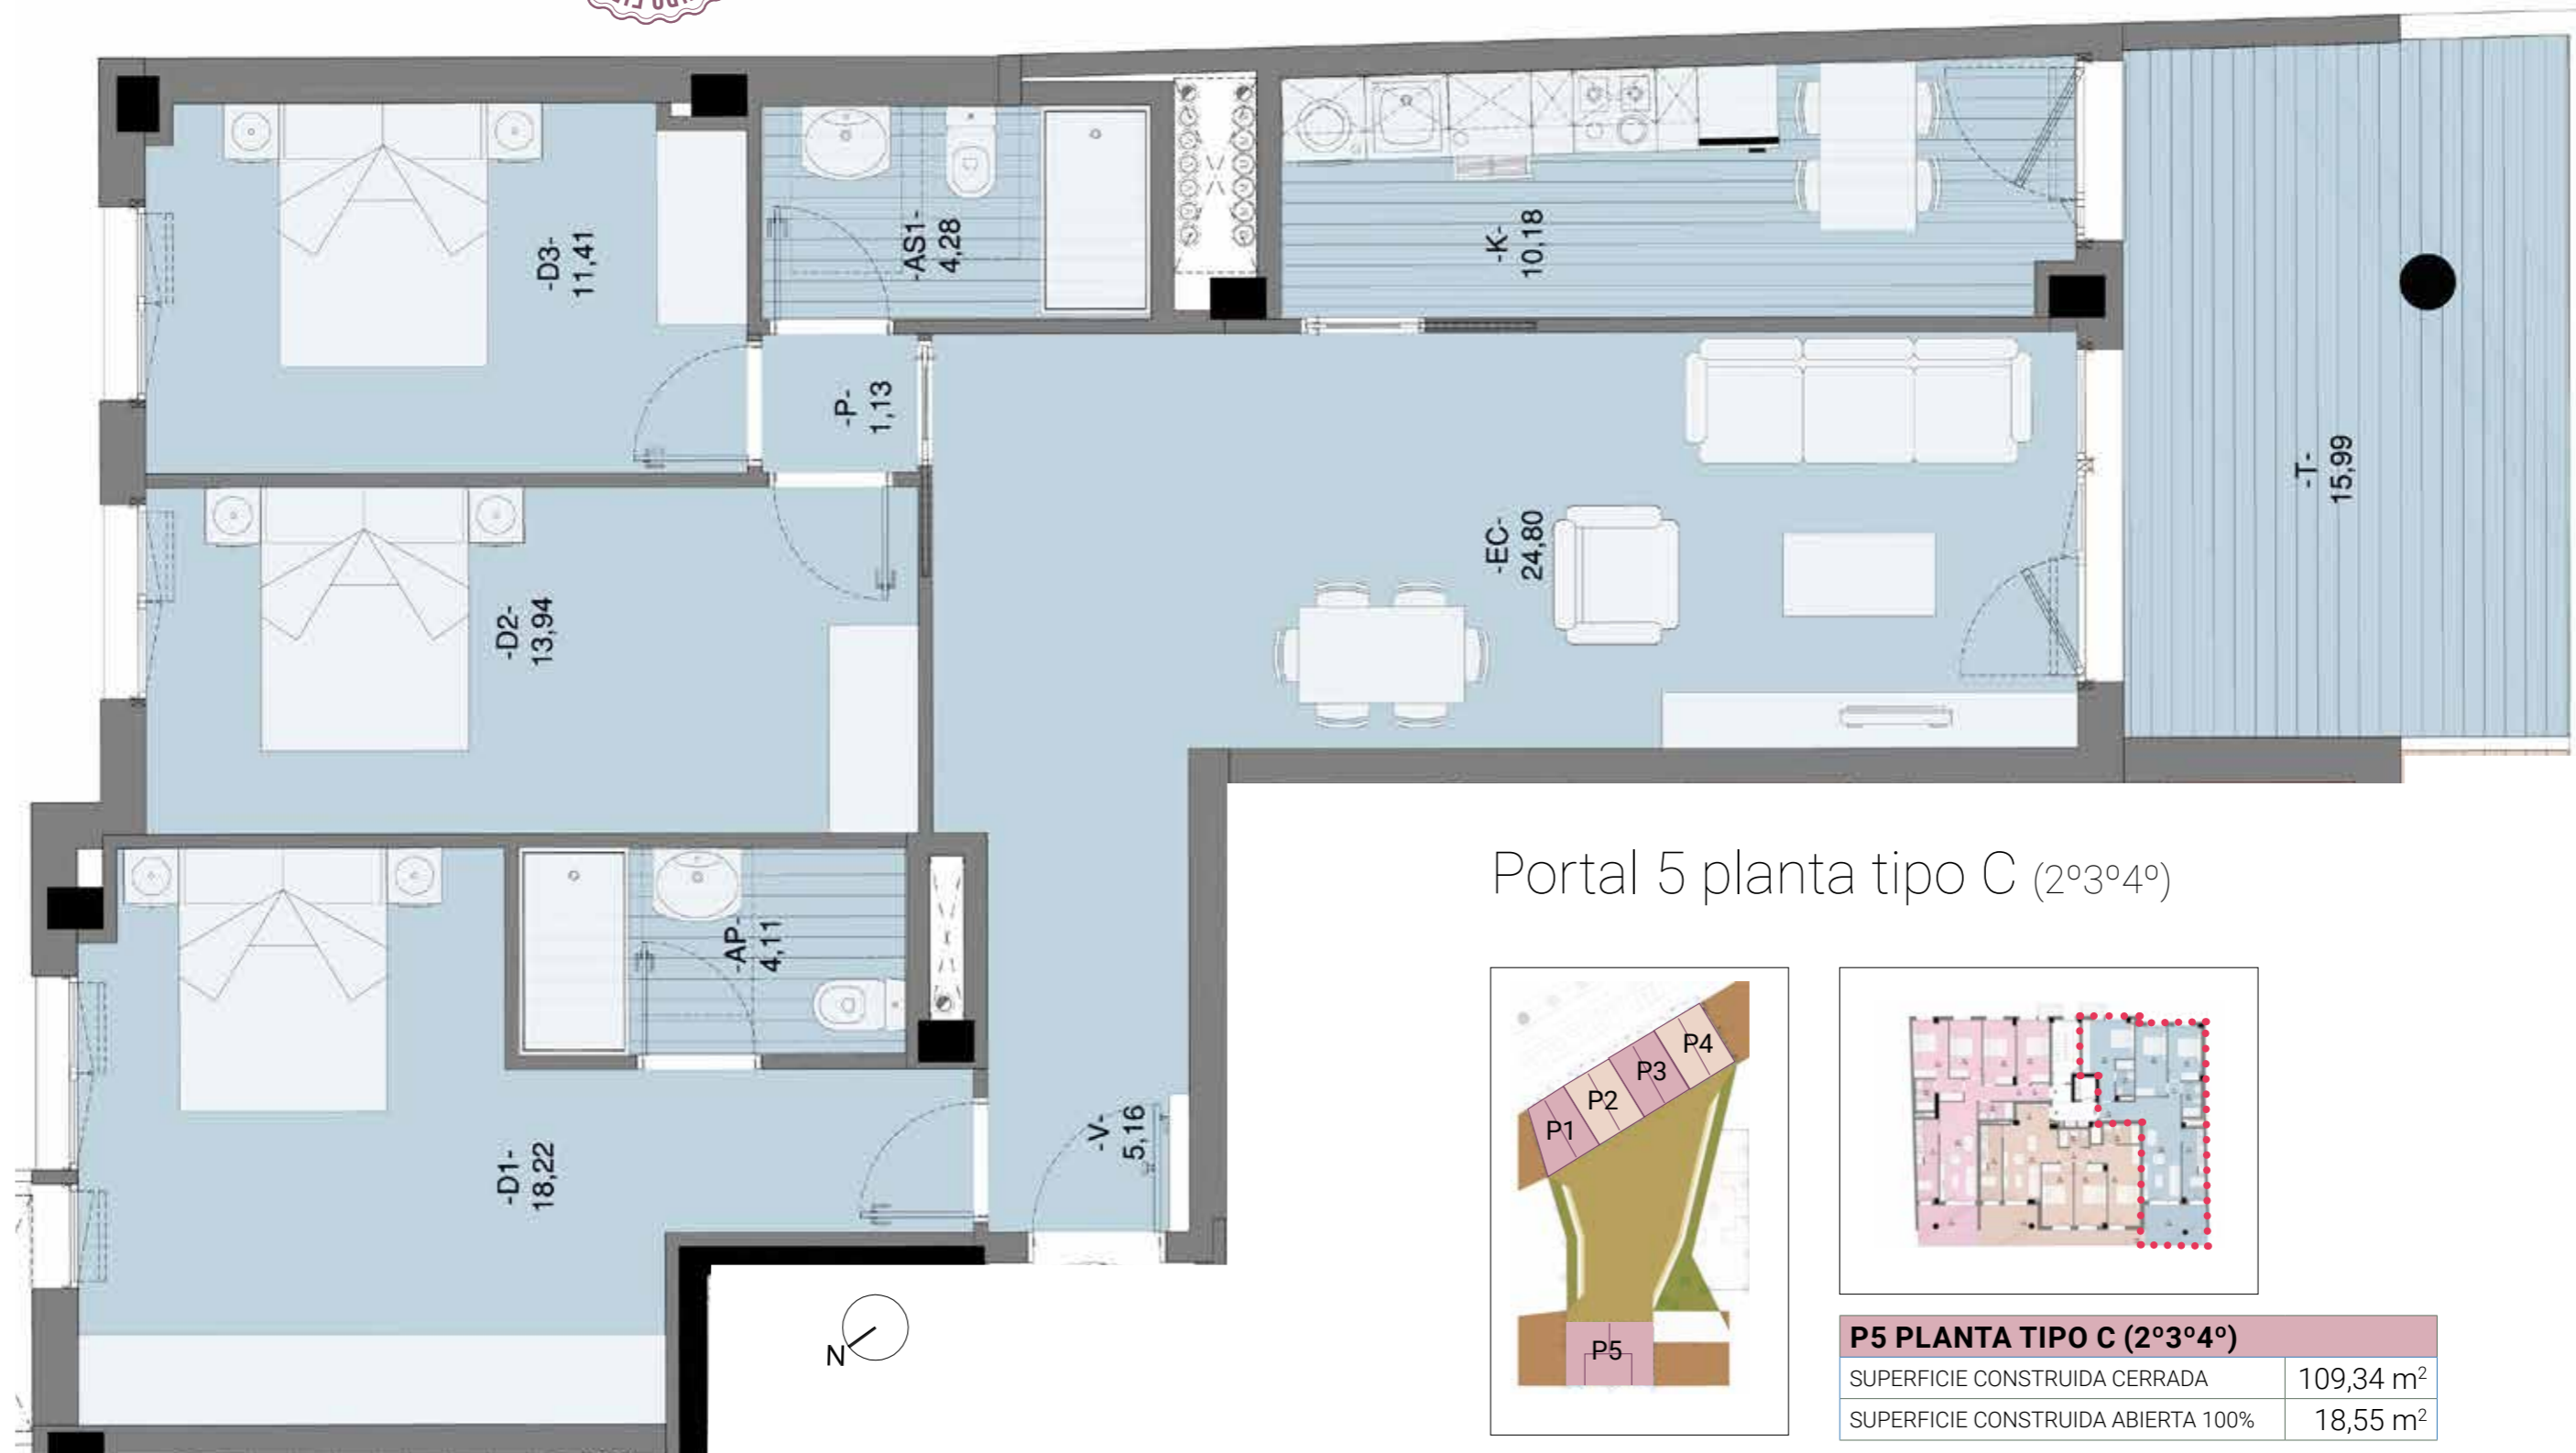 -D3-
11,41
-AS1-
4,28
-K-
10,18
-P-
1,13
-D2-
13,94
-EC-
24,80
-T-
15,99
-AP-
4,11
-D1-
18,22
-V-
5,16
N
Portal 5 planta tipo C (2º3º4º)
P4
P3
P2
P1
P5
P5 PLANTA TIPO C (2º3º4º)
SUPERFICIE CONSTRUIDA CERRADA 109,34 m²
SUPERFICIE CONSTRUIDA ABIERTA 100% 18,55 m²